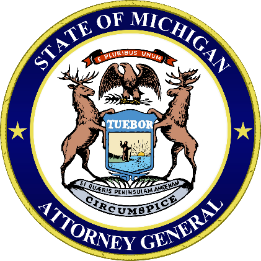 STATE OF MICHIGAN
E PLURIBUS UNUM
TUEBOR
SI QUÆRIS PENINSULAM AMŒNAM
CIRCUMSPICE
ATTORNEY GENERAL